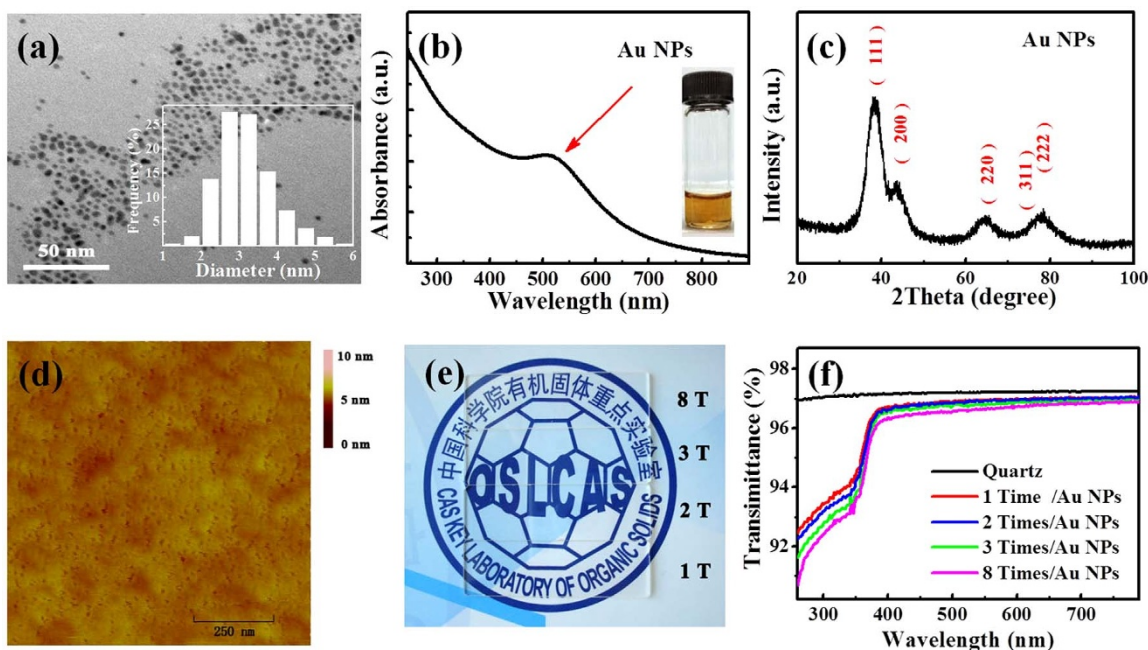 (a)
Frequency (%)
25
20
15
10
5
1 2 3 4 5 6
Diameter (nm)
50 nm
(b)
Au NPs
Absorbance (a.u.)
300 400 500 600 700 800
Wavelength (nm)
(c)
Au NPs
( 111 )
( 200 )
( 220 )
( 311 )
( 222 )
Intensity (a.u.)
20 40 60 80 100
2Theta (degree)
(d)
10 nm
5 nm
0 nm
250 nm
(e)
中国科学院有机固体重点实验室
OSLCAS
CAS KEY LABORATORY OF ORGANIC SOLIDS
8 T
3 T
2 T
1 T
(f)
Transimittance (%)
98
96
94
92
Quartz
1 Time /Au NPs
2 Times/Au NPs
3 Times/Au NPs
8 Times/Au NPs
300 400 500 600 700
Wavelength (nm)